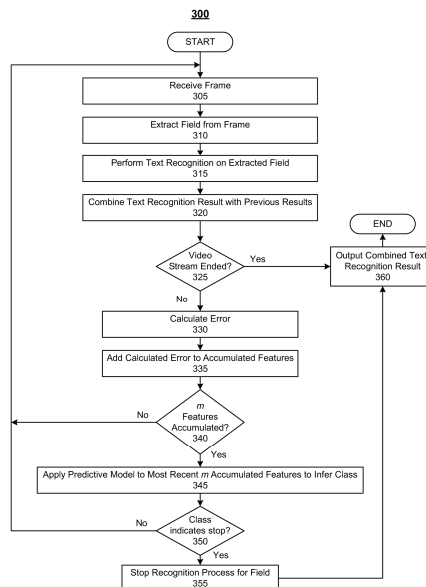 300
START
Receive Frame
305
Extract Field from Frame
310
Perform Text Recognition on Extracted Field
315
Combine Text Recognition Result with Previous Results
320
END
Video
Stream Ended?
325
Yes
No
Output Combined Text
Recognition Result
360
Calculate Error
330
Add Calculated Error to Accumulated Features
335
m
Features
Accumulated?
340
No
Yes
Apply Predictive Model to Most Recent m Accumulated Features to Infer Class
345
Class
indicates stop?
350
No
Yes
Stop Recognition Process for Field
355